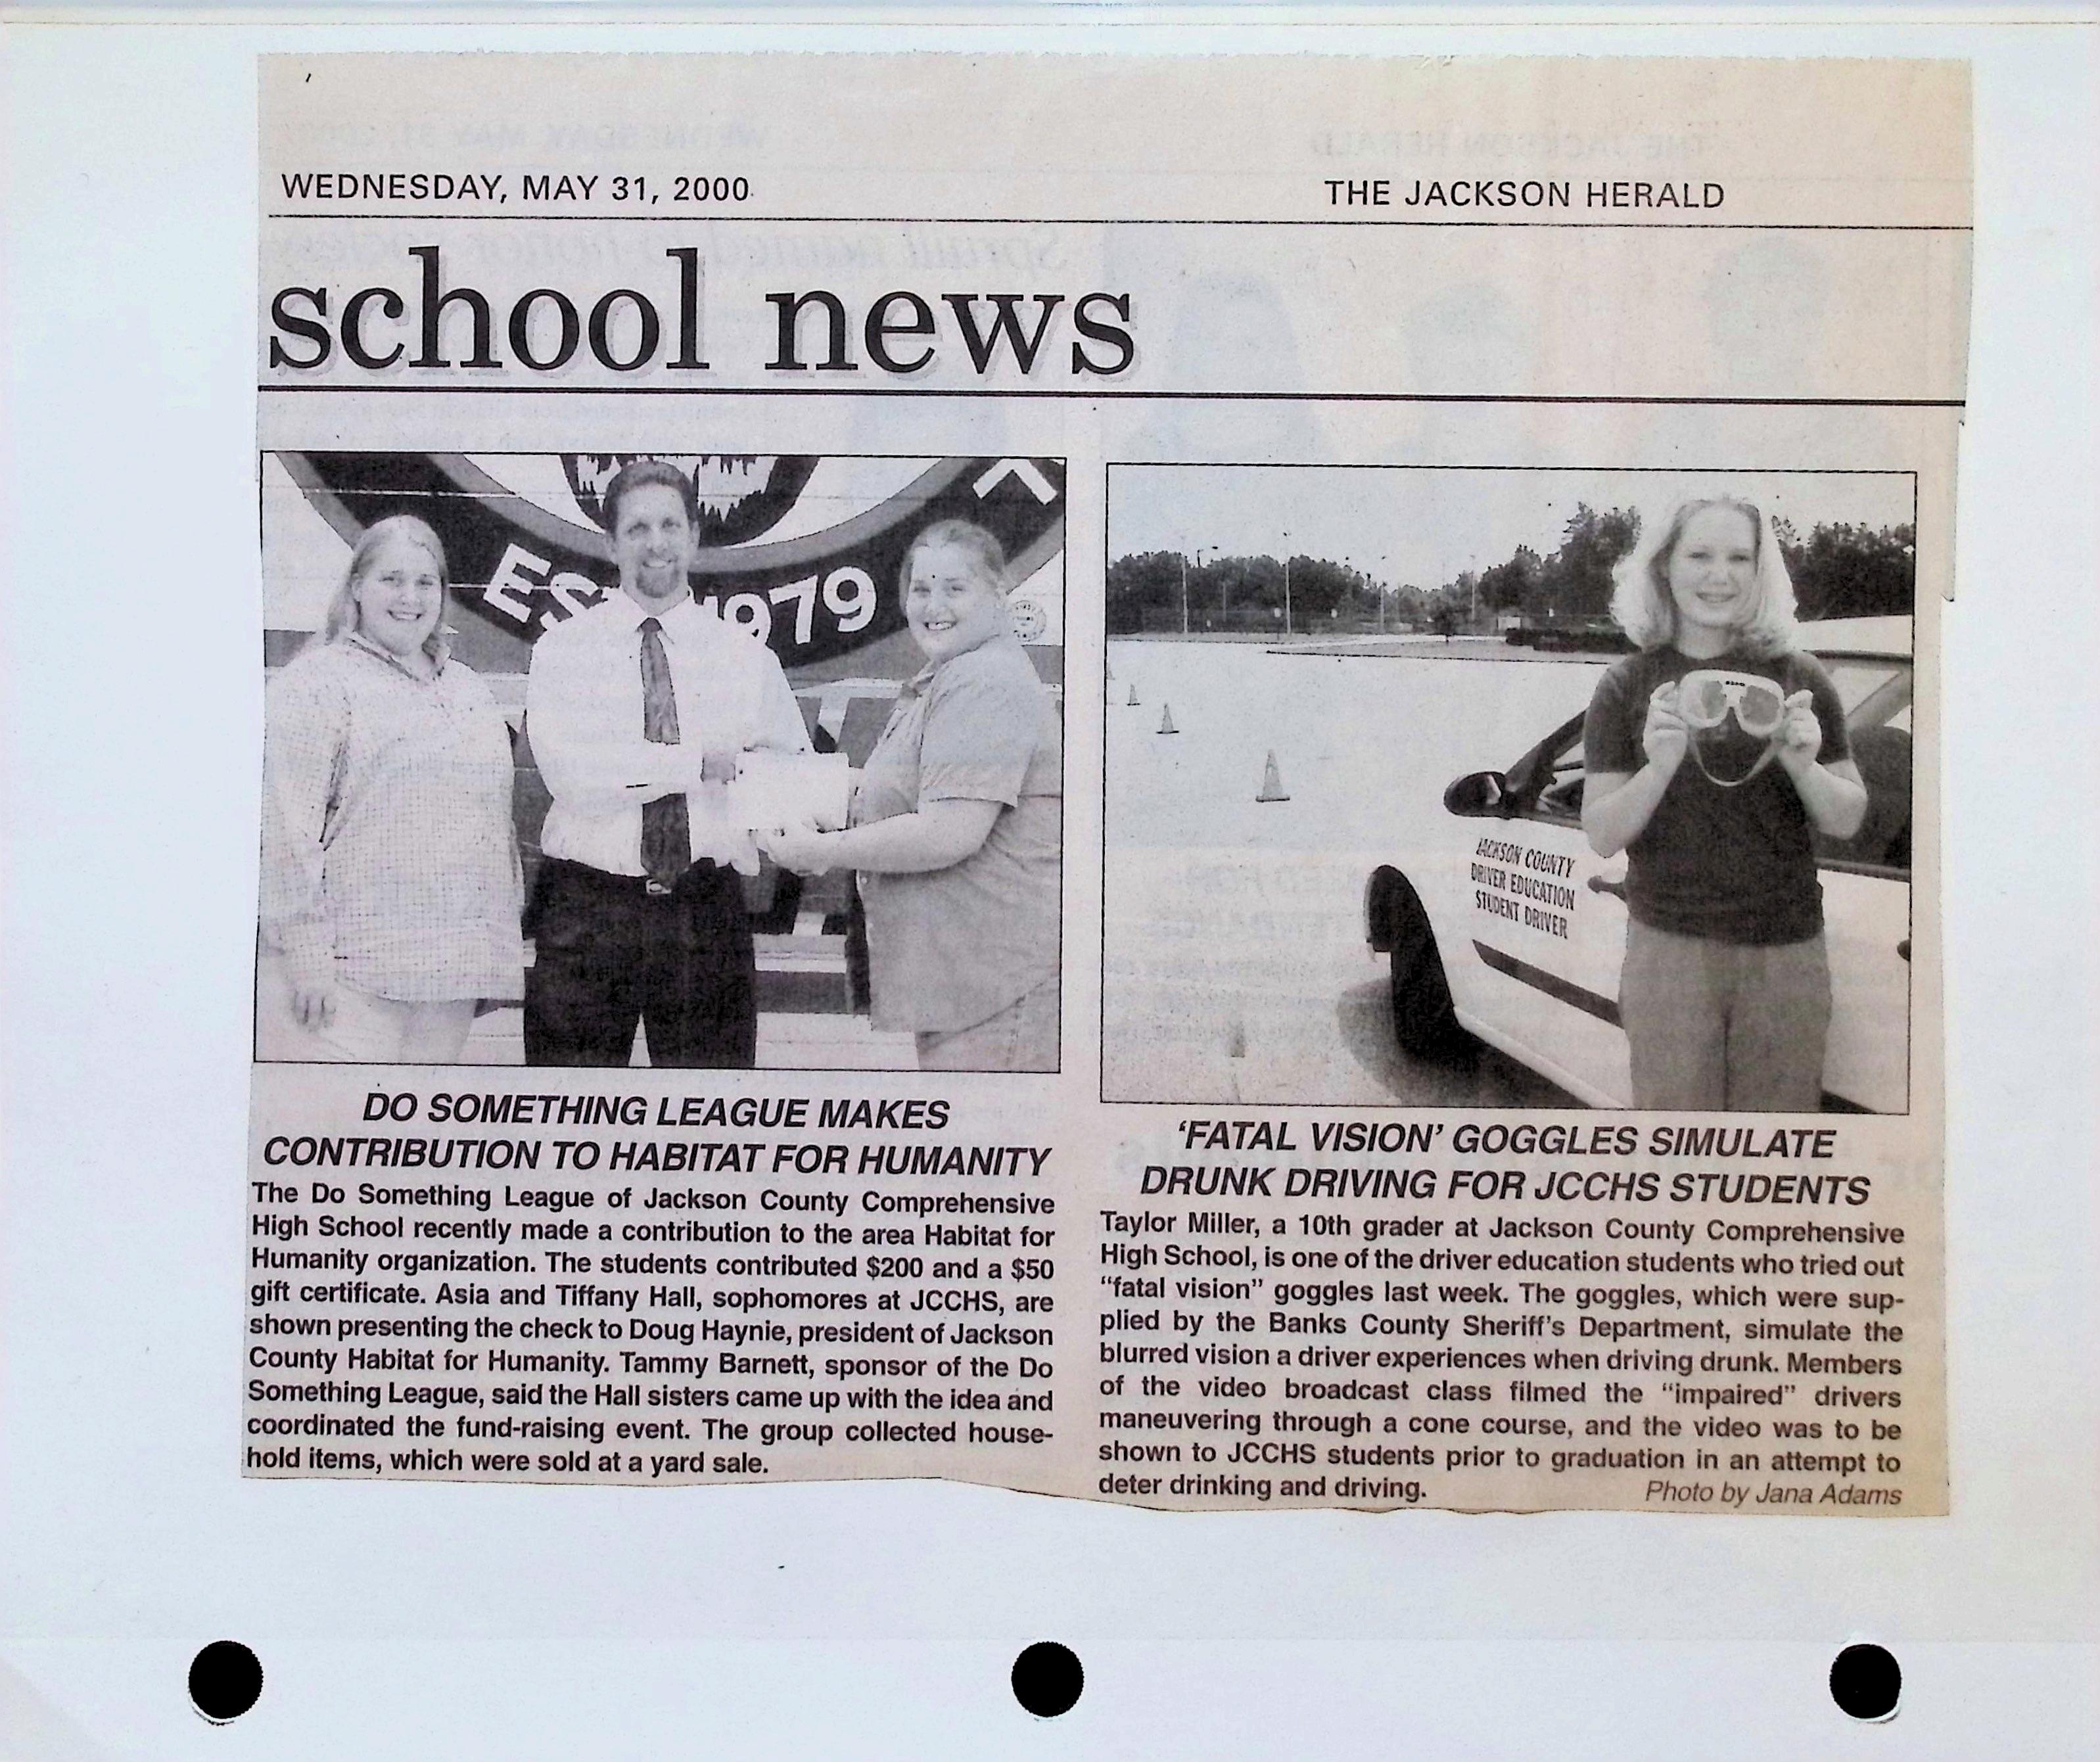 WEDNESDAY, MAY 31, 2000
THE JACKSON HERALD
school news
1979
JACKSON COUNTY
DRIVER EDUCATION
STUDENT DRIVER
DO SOMETHING LEAGUE MAKES
CONTRIBUTION TO HABITAT FOR HUMANITY
The Do Something League of Jackson County Comprehensive
High School recently made a contribution to the area Habitat for
Humanity organization. The students contributed $200 and a $50
gift certificate. Asia and Tiffany Hall, sophomores at JCCHS, are
shown presenting the check to Doug Haynie, president of Jackson
County Habitat for Humanity. Tammy Barnett, sponsor of the Do
Something League, said the Hall sisters came up with the idea and
coordinated the fund-raising event. The group collected house-
hold items, which were sold at a yard sale.
‘FATAL VISION’ GOGGLES SIMULATE
DRUNK DRIVING FOR JCCHS STUDENTS
Taylor Miller, a 10th grader at Jackson County Comprehensive
High School, is one of the driver education students who tried out
“fatal vision” goggles last week. The goggles, which were sup-
plied by the Banks County Sheriff’s Department, simulate the
blurred vision a driver experiences when driving drunk. Members
of the video broadcast class filmed the “impaired” drivers
maneuvering through a cone course, and the video was to be
shown to JCCHS students prior to graduation in an attempt to
deter drinking and driving.
Photo by Jana Adams